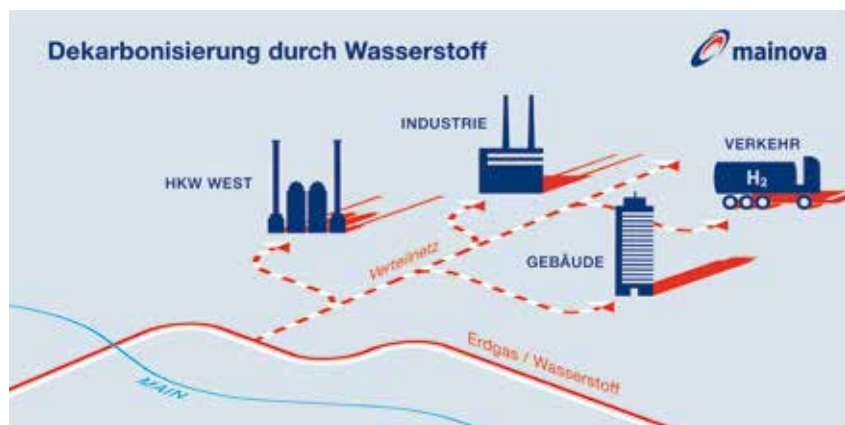 Dekarbonisierung durch Wasserstoff
mainova
INDUSTRIE
VERKEHR
HKW WEST
H₂
Verteilnetz
GEBÄUDE
Erdgas / Wasserstoff
MAIN